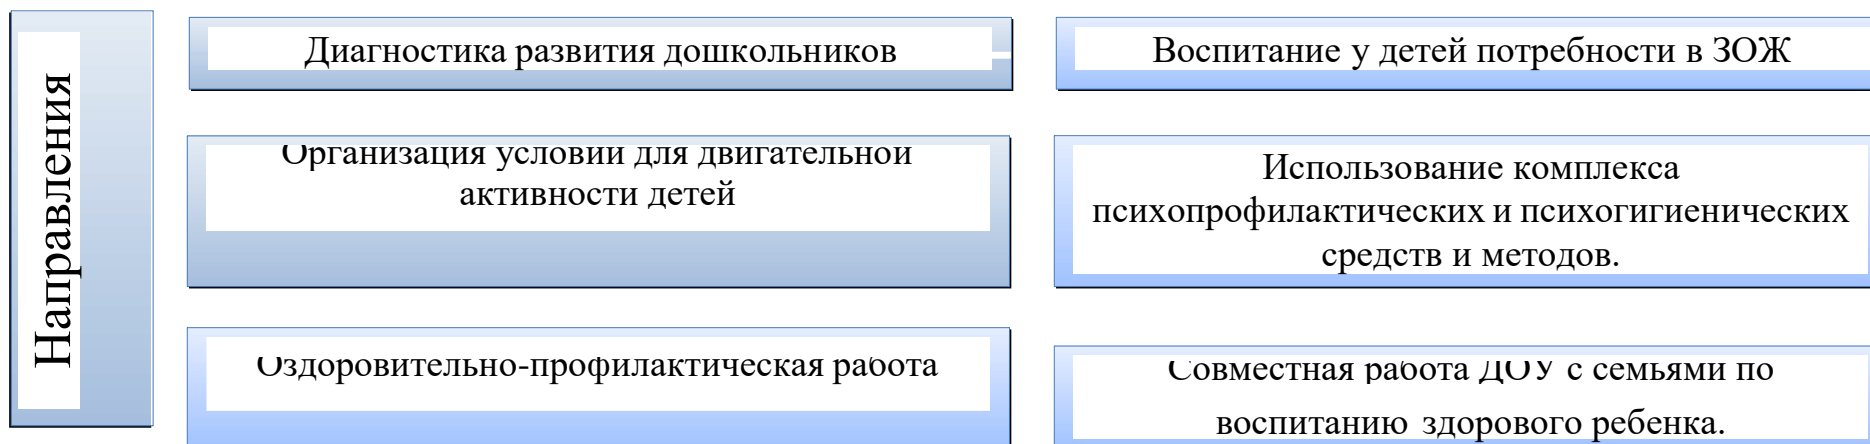 Направления
Диагностика развития дошкольников
Воспитание у детей потребности в ЗОЖ
Организация условий для двигательной
активности детей
Использование комплекса
психопрофилактических и психогигиенических
средств и методов.
Оздоровительно-профилактическая работа
Совместная работа ДОУ с семьями по
воспитанию здорового ребенка.